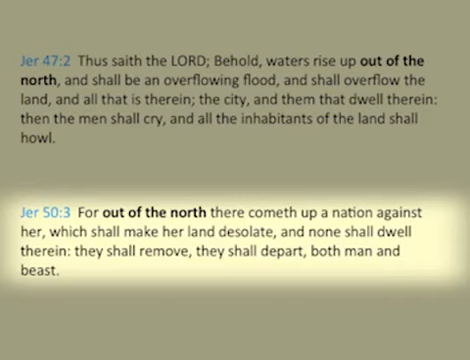 Jer 47:2 Thus saith the LORD; Behold, waters rise up out of the
north, and shall be an overflowing flood, and shall overflow the
land, and all that is therein; the city, and them that dwell therein:
then the men shall cry, and all the inhabitants of the land shall
howl.
Jer 50:3 For out of the north there cometh up a nation against
her, which shall make her land desolate, and none shall dwell
therein: they shall remove, they shall depart, both man and
beast.